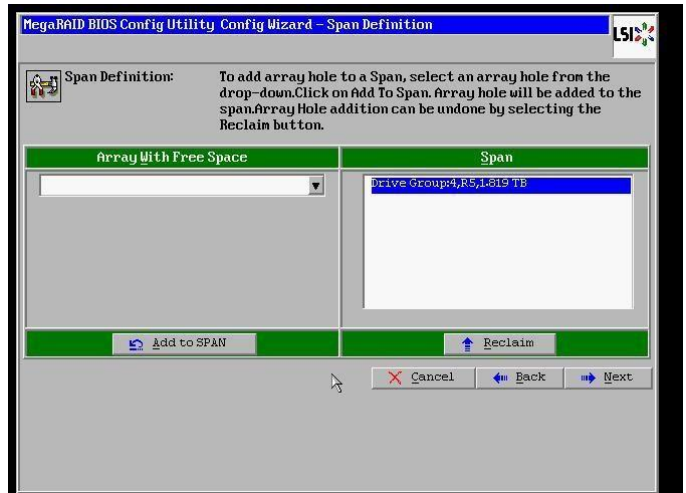 MegaRAID BIOS Config Utility Config Wizard – Span Definition
LSI
Span Definition:
To add array hole to a Span, select an array hole from the
drop-down.Click on Add To Span. Array hole will be added to the
span.Array Hole addition can be undone by selecting the
Reclaim button.
Array With Free Space
Span
Drive Group:4,R5,1.819 TB
Add to SPAN
Reclaim
Cancel
Back
Next